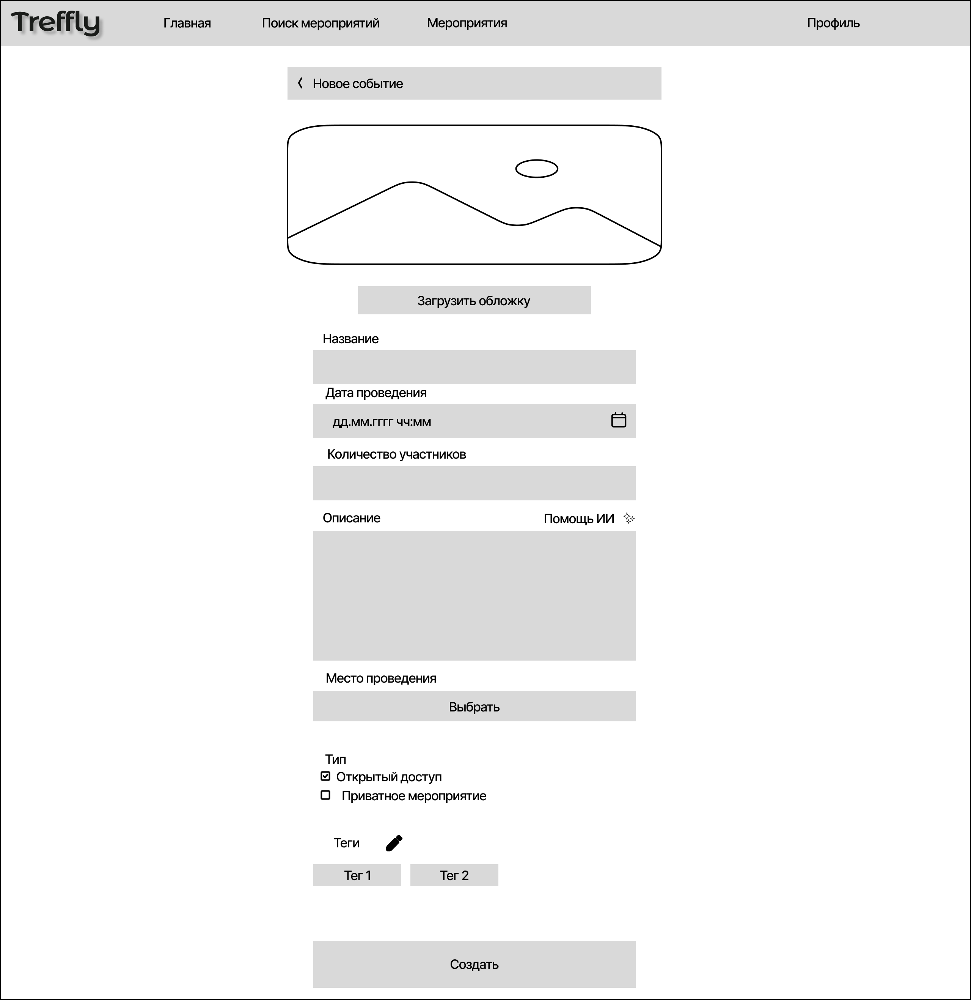 Treffly
Главная
Поиск мероприятий
Мероприятия
Профиль
Новое событие
Загрузить обложку
Название
Дата проведения
дд.мм.гггг чч:мм
Количество участников
Описание
Помощь ИИ
Место проведения
Выбрать
Тип
Открытый доступ
Приватное мероприятие
Теги
Тег 1
Тег 2
Создать